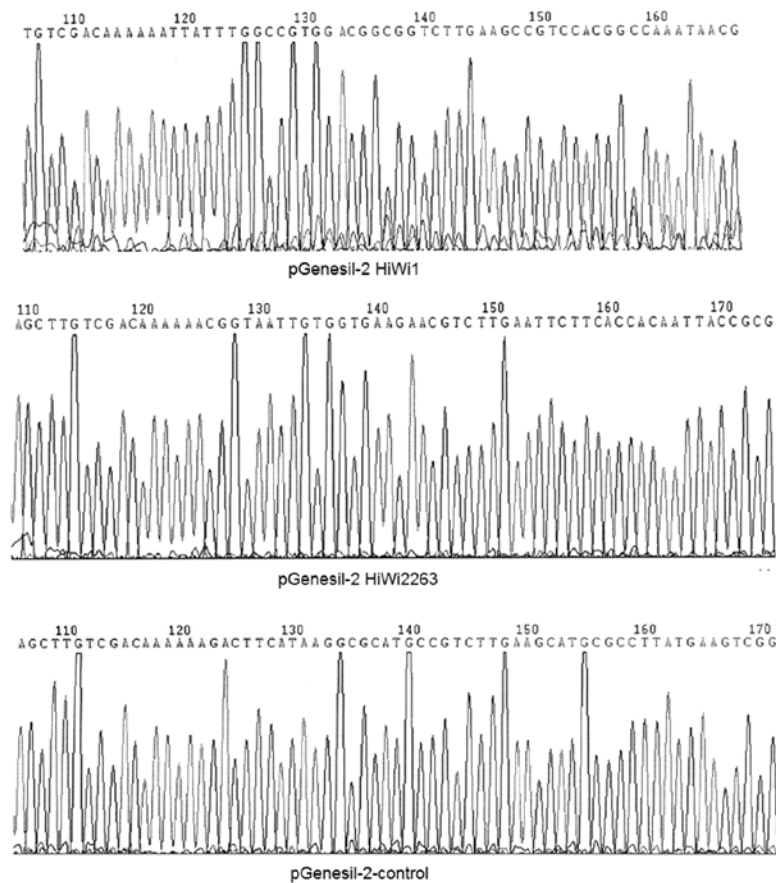 110 120 130 140 150 160
TGTCGACAAAAAATTATTTGGCCGTGGACGGCGGTCTTGAAGCCGTCCACGGCCAAATAACG
pGenesil-2 HiWi1
110 120 130 140 150 160 170
AGCTTGTCGACAAAAAACGGTAATTGTGGTGAAGAACGTCTTGAATTCTTCACCACAATTACCGCG
pGenesil-2 HiWi2263
110 120 130 140 150 160 170
AGCTTGTCGACAAAAAAGACTTCATAAGGCGCATGCCGTCTTGAAGCATGCGCCTTATGAAGTCGG
pGenesil-2-control